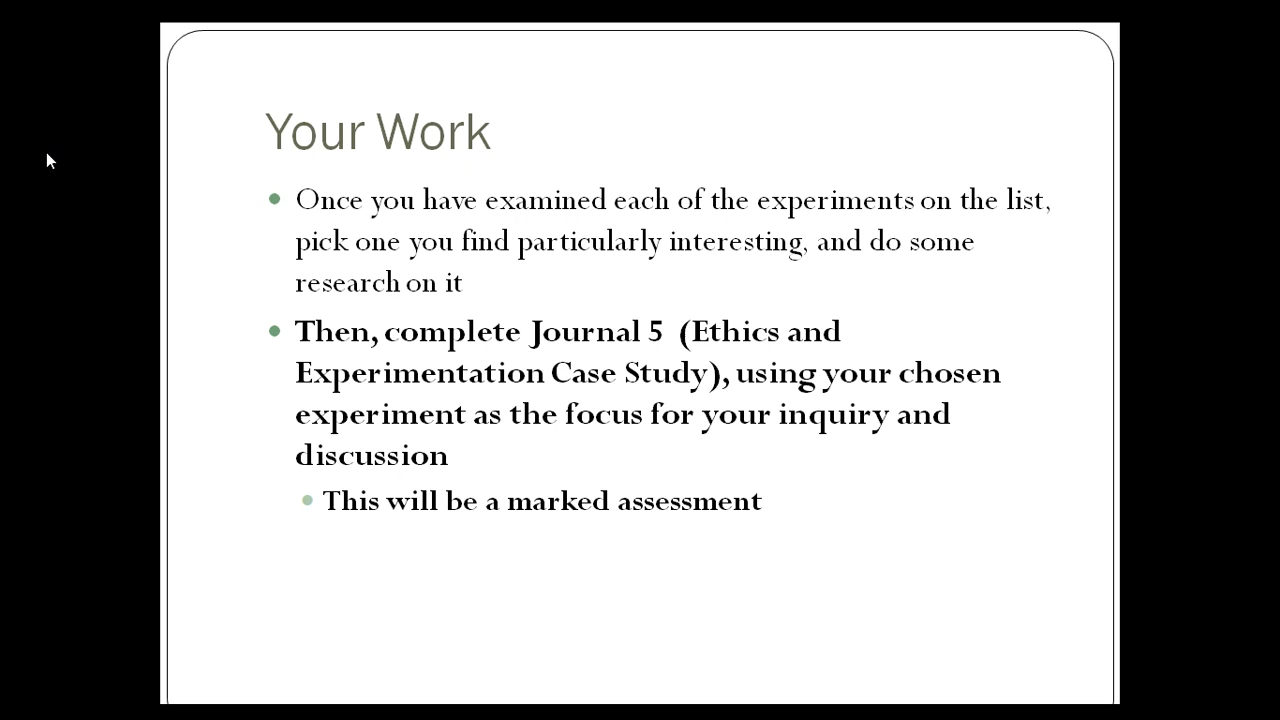 Your Work
Once you have examined each of the experiments on the list,
pick one you find particularly interesting, and do some
research on it
Then, complete Journal 5 (Ethics and
Experimentation Case Study), using your chosen
experiment as the focus for your inquiry and
discussion
This will be a marked assessment